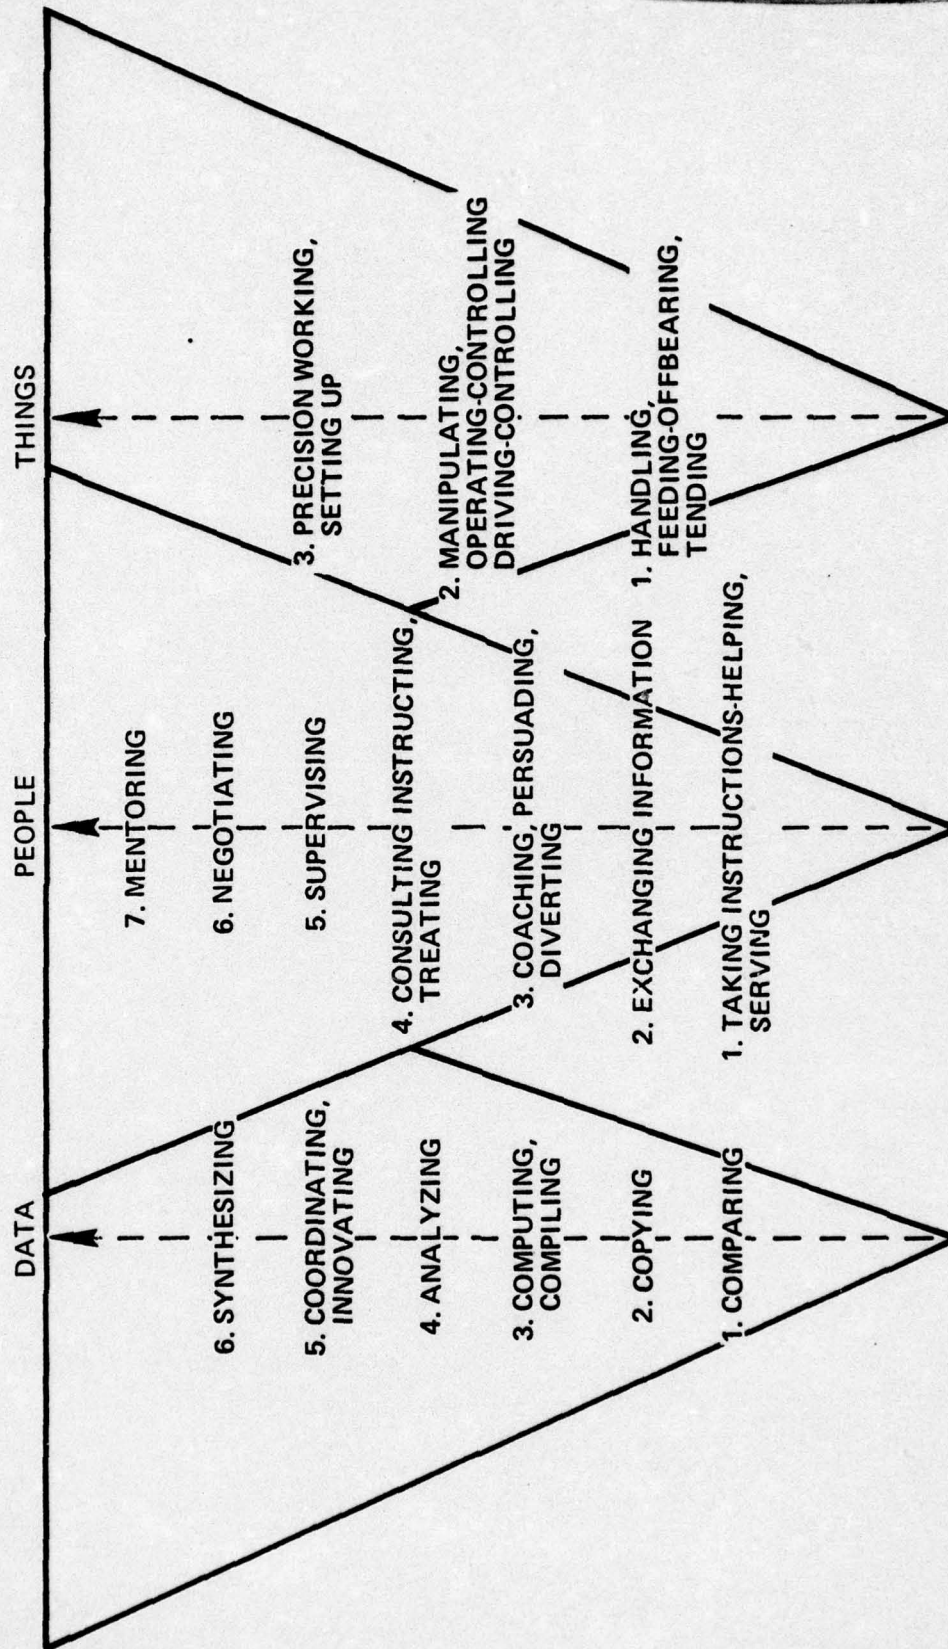 DATA
6. SYNTHESIZING
5. COORDINATING,
INNOVATING
4. ANALYZING
3. COMPUTING,
COMPILING
2. COPYING
1. COMPARING
PEOPLE
7. MENTORING
6. NEGOTIATING
5. SUPERVISING
4. CONSULTING INSTRUCTING,
TREATING
3. COACHING, PERSUADING,
DIVERTING
2. EXCHANGING INFORMATION
1. TAKING INSTRUCTIONS-HELPING,
SERVING
THINGS
3. PRECISION WORKING,
SETTING UP
2. MANIPULATING,
OPERATING-CONTROLLING
DRIVING-CONTROLLING
1. HANDLING,
FEEDING-OFFBEARING,
TENDING